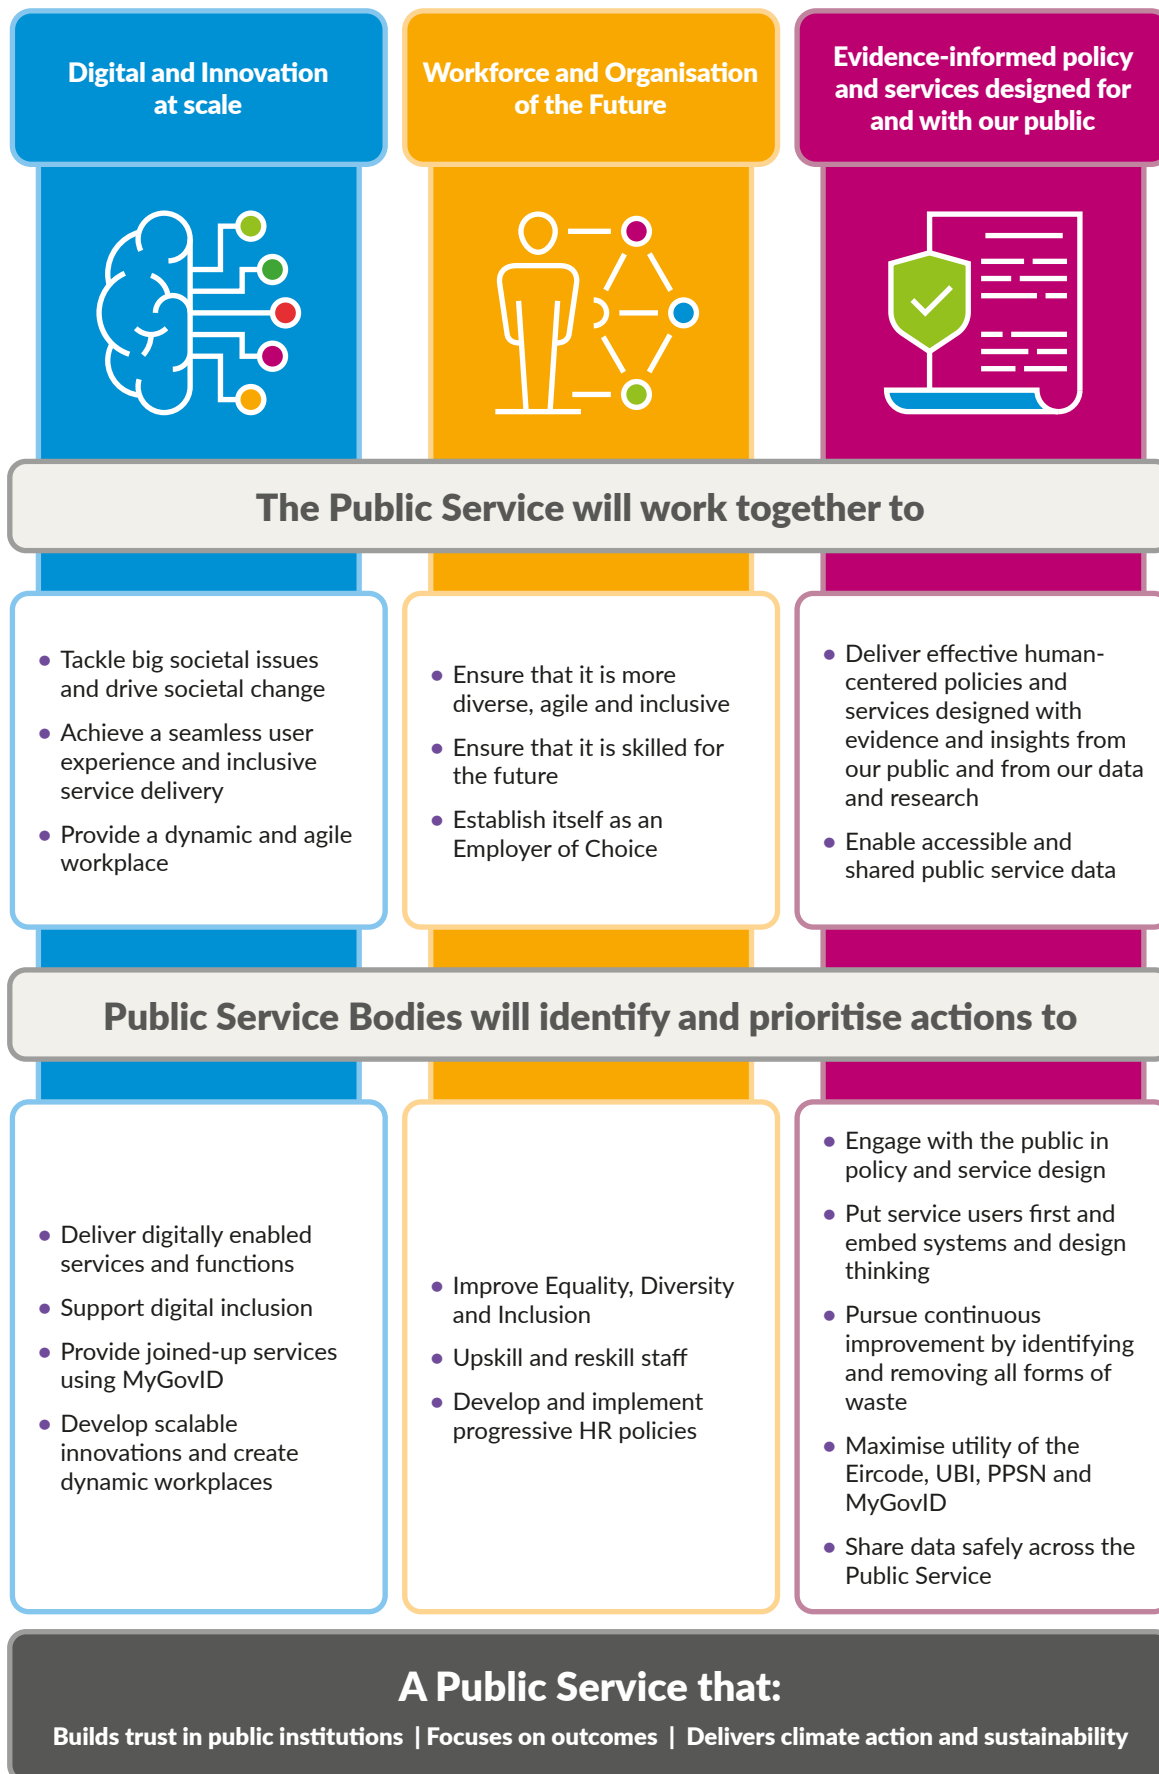 Digital and Innovation
at scale
Workforce and Organisation
of the Future
Evidence-informed policy
and services designed for
and with our public
The Public Service will work together to
• Tackle big societal issues
and drive societal change
• Achieve a seamless user
experience and inclusive
service delivery
• Provide a dynamic and agile
workplace
• Ensure that it is more
diverse, agile and inclusive
• Ensure that it is skilled for
the future
• Establish itself as an
Employer of Choice
• Deliver effective human-
centered policies and
services designed with
evidence and insights from
our public and from our data
and research
• Enable accessible and
shared public service data
Public Service Bodies will identify and prioritise actions to
• Deliver digitally enabled
services and functions
• Support digital inclusion
• Provide joined-up services
using MyGovID
• Develop scalable
innovations and create
dynamic workplaces
• Improve Equality, Diversity
and Inclusion
• Upskill and reskill staff
• Develop and implement
progressive HR policies
• Engage with the public in
policy and service design
• Put service users first and
embed systems and design
thinking
• Pursue continuous
improvement by identifying
and removing all forms of
waste
• Maximise utility of the
Eircode, UBI, PPSN and
MyGovID
• Share data safely across the
Public Service
A Public Service that:
Builds trust in public institutions | Focuses on outcomes | Delivers climate action and sustainability